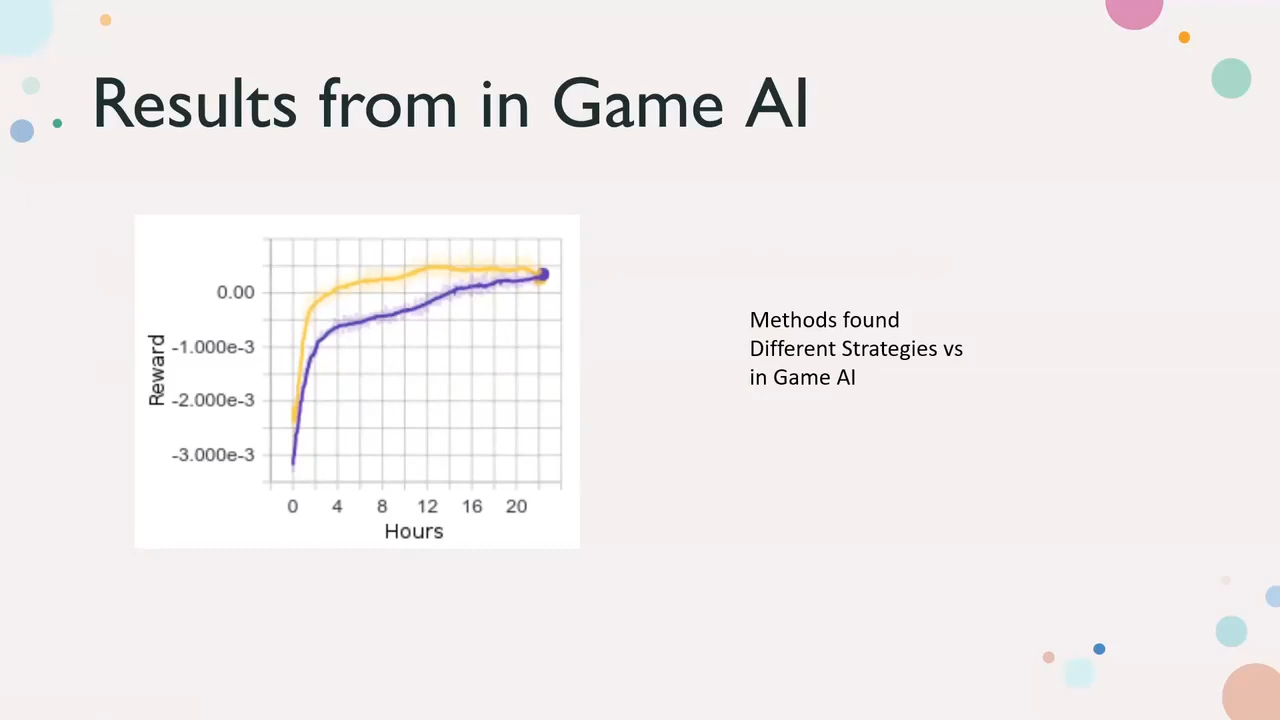 Results from in Game AI
0.00
-1.000e-3
-2.000e-3
-3.000e-3
Reward
0 4 8 12 16 20
Hours
Methods found
Different Strategies vs
in Game AI